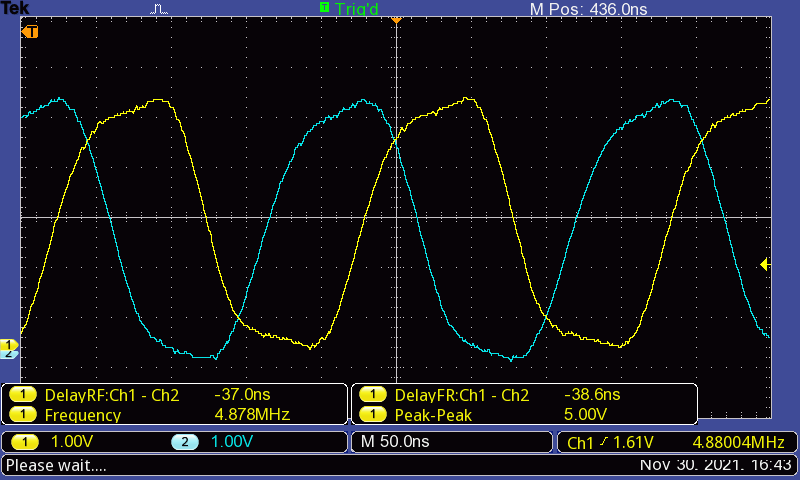 Tek T Trig'd M Pos: 436.0ns
T
1
2
1 DelayRF:Ch1 - Ch2 -37.0ns 1 DelayFR:Ch1 - Ch2 -38.6ns
1 Frequency 4.878MHz 1 Peak-Peak 5.00V
1 1.00V 2 1.00V M 50.0ns Ch1 1.61V 4.88004MHz
Please wait.... Nov 30, 2021, 16:43